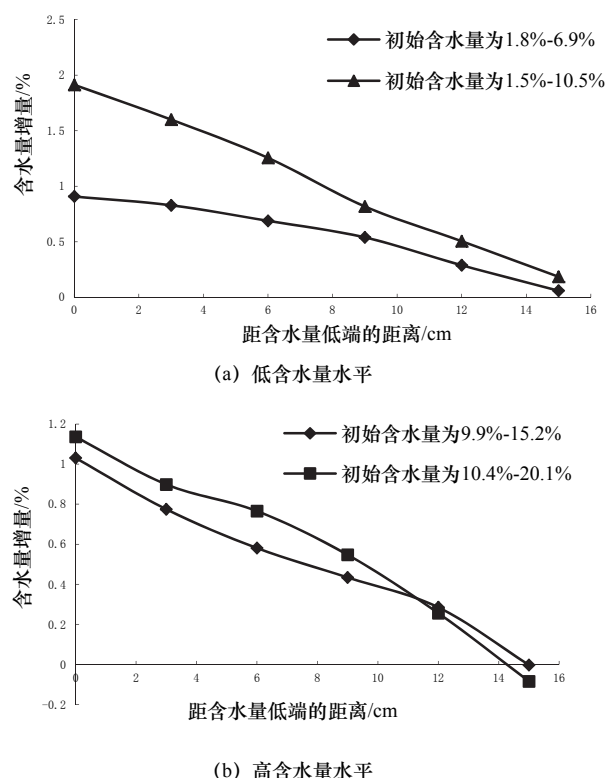 2.5
初始含水量为1.8%-6.9%
2
初始含水量为1.5%-10.5%
含水量增量/%
1.5
1
0.5
0
0 2 4 6 8 10 12 14 16
距含水量低端的距离/cm
(a) 低含水量水平
1.2
初始含水量为9.9%-15.2%
1
初始含水量为10.4%-20.1%
0.8
含水量增量/%
0.6
0.4
0.2
0
0 2 4 6 8 10 12 14 16
-0.2
距含水量低端的距离/cm
(b) 高含水量水平